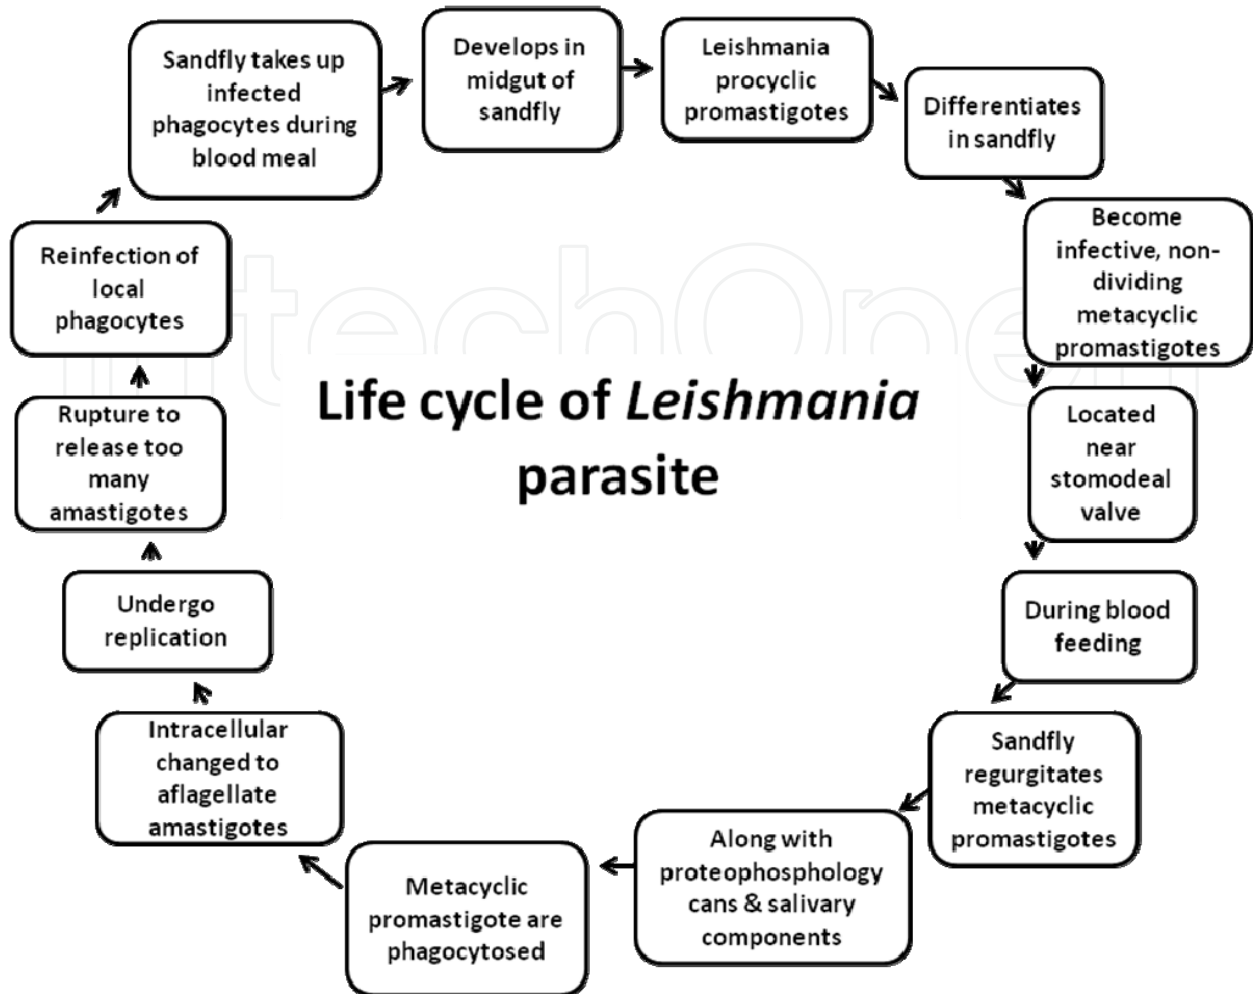 Sandfly takes up
infected
phagocytes during
blood meal
Develops in
midgut of
sandfly
Leishmania
procyclic
promastigotes
Differentiates
in sandfly
Become
infective, non-
dividing
metacyclic
promastigotes
Located
near
stomodeal
valve
During blood
feeding
Sandfly
regurgitates
metacyclic
promastigotes
Along with
proteophosphology
cans & salivary
components
Metacyclic
promastigote are
phagocytosed
Intracellular
changed to
aflagellate
amastigotes
Undergo
replication
Rupture to
release too
many
amastigotes
Reinfection of
local
phagocytes
Life cycle of Leishmania
parasite
IntechOpen